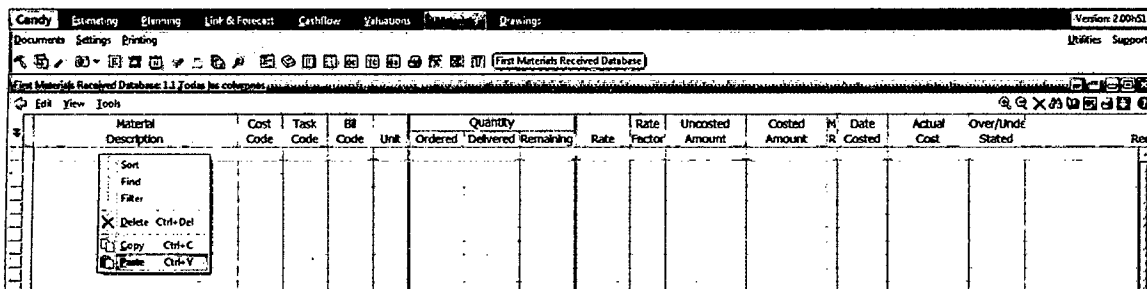 Candy Estimating Planning Link & Forecast Cashflow Valuations Drawings Version: 2.00h51
Documents Settings Printing Utilities Support
First Materials Received Database
First Materials Received Database: 1.1 Todas las columnas
Edit View Tools
Material Description Cost Code Task Code Bill Code Unit Quantity Ordered Delivered Remaining Rate Rate Factor Uncosted Amount Costed Amount M R Date Costed Actual Cost Over/Unde Stated
Sort
Find
Filter
Delete Ctrl+Del
Copy Ctrl+C
Paste Ctrl+V